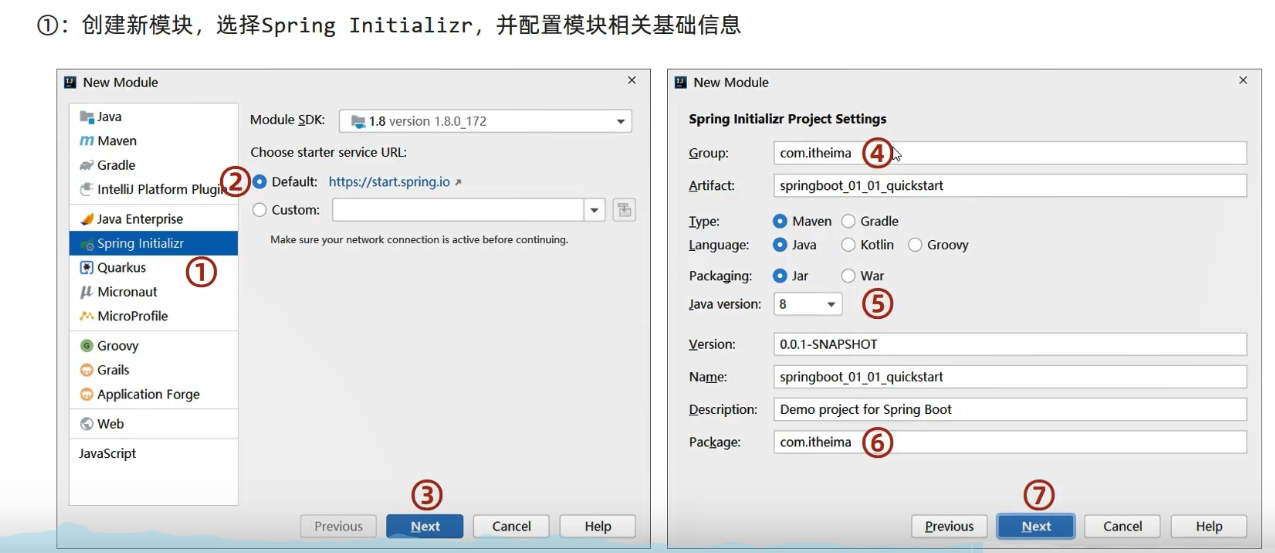 ①：创建新模块，选择Spring Initializr，并配置模块相关基础信息
New Module
Java
Maven
Gradle
IntelliJ Platform Plugin
Java Enterprise
Spring Initializr
Quarkus
Micronaut
MicroProfile
Groovy
Grails
Application Forge
Web
JavaScript
①
Module SDK: 1.8 version 1.8.0_172
Choose starter service URL:
② Default: https://start.spring.io
Custom:
Make sure your network connection is active before continuing.
③
Previous Next Cancel Help
New Module
Spring Initializr Project Settings
Group: com.itheima ④
Artifact: springboot_01_01_quickstart
Type: Maven Gradle
Language: Java Kotlin Groovy
Packaging: Jar War
Java version: 8 ⑤
Version: 0.0.1-SNAPSHOT
Name: springboot_01_01_quickstart
Description: Demo project for Spring Boot
Package: com.itheima ⑥
⑦
Previous Next Cancel Help